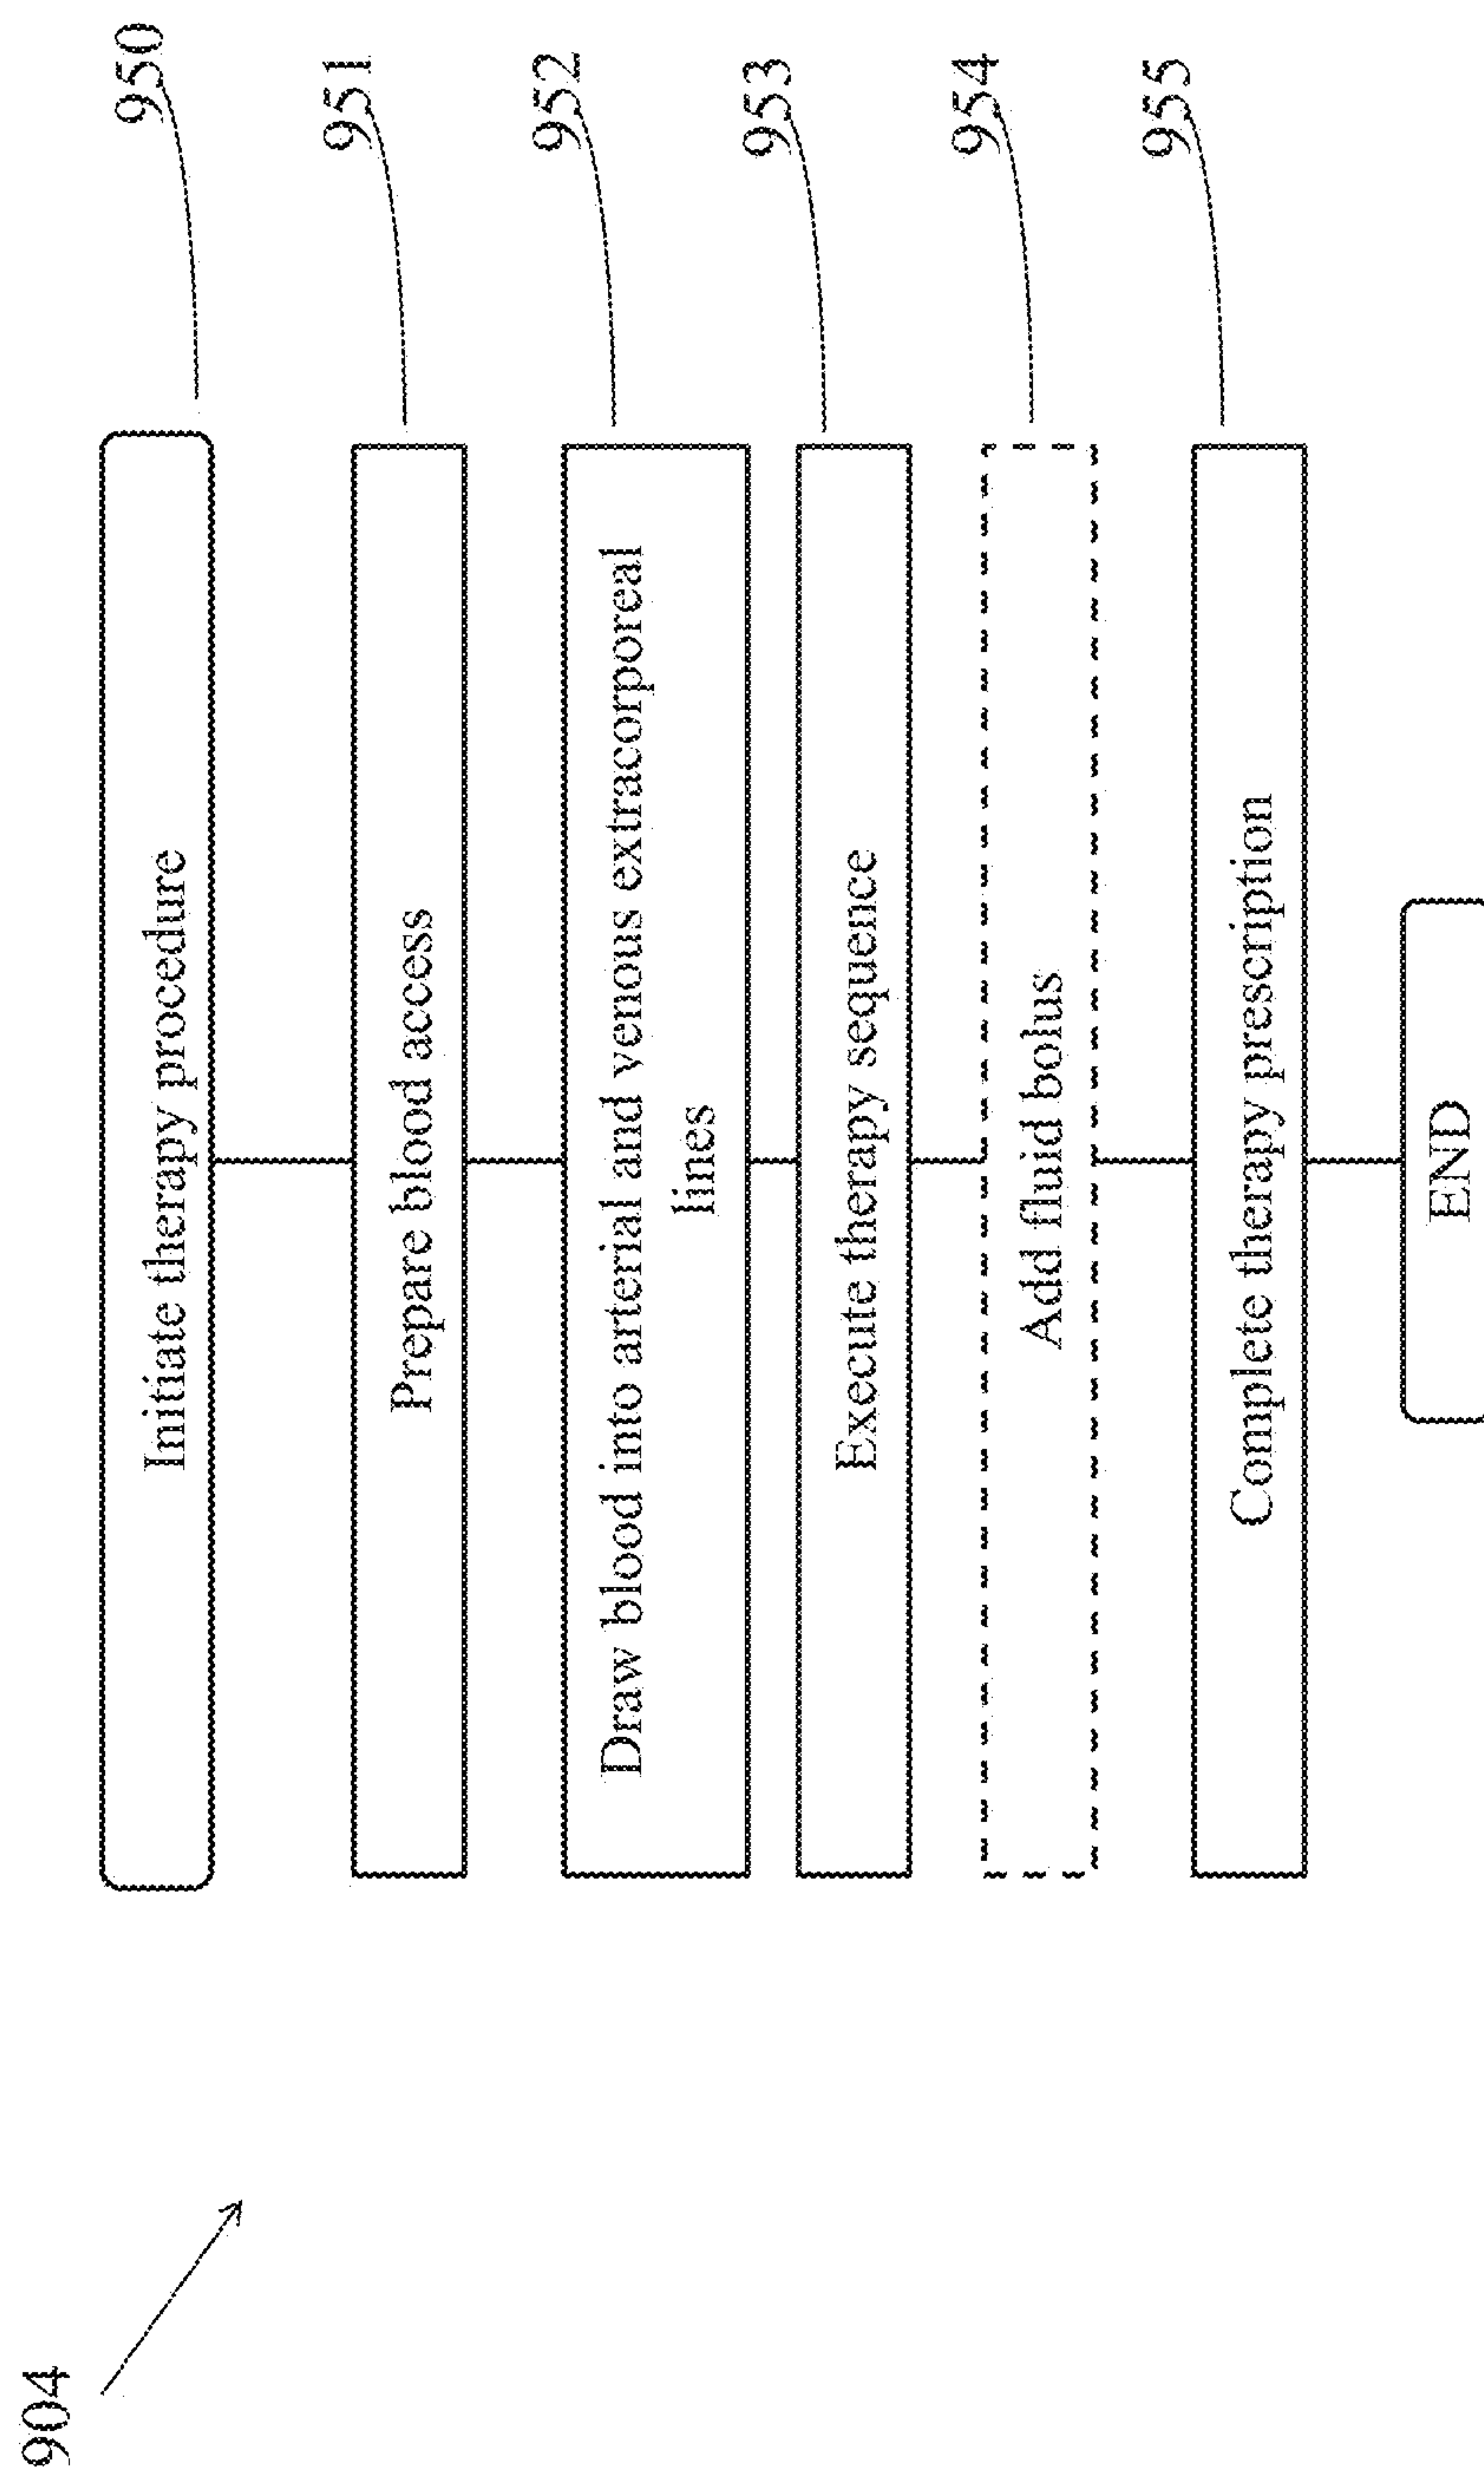 904
Initiate therapy procedure
950
Prepare blood access
951
Draw blood into arterial and venous extracorporeal
lines
952
Execute therapy sequence
953
Add fluid bolus
954
Complete therapy prescription
955
END